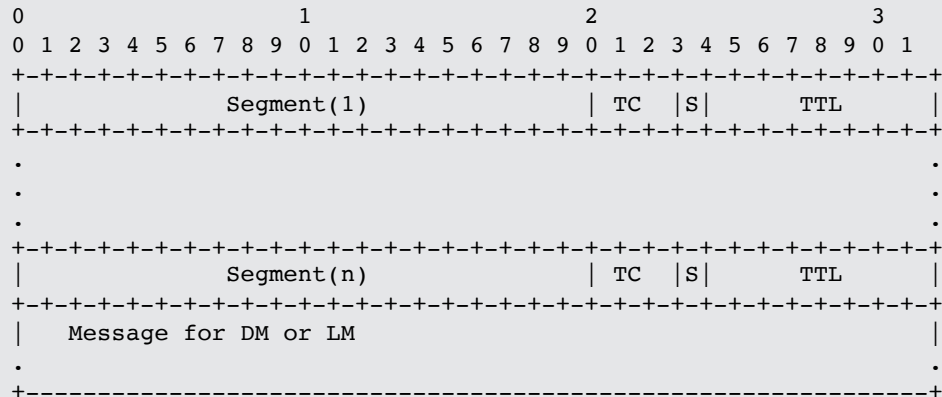 0                   1                   2                   3
0 1 2 3 4 5 6 7 8 9 0 1 2 3 4 5 6 7 8 9 0 1 2 3 4 5 6 7 8 9 0 1
+-+-+-+-+-+-+-+-+-+-+-+-+-+-+-+-+-+-+-+-+-+-+-+-+-+-+-+-+-+-+-+-+
|              Segment(1)               | TC  |S|      TTL      |
+-+-+-+-+-+-+-+-+-+-+-+-+-+-+-+-+-+-+-+-+-+-+-+-+-+-+-+-+-+-+-+-+
.                                                               .
.                                                               .
.                                                               .
+-+-+-+-+-+-+-+-+-+-+-+-+-+-+-+-+-+-+-+-+-+-+-+-+-+-+-+-+-+-+-+-+
|              Segment(n)               | TC  |S|      TTL      |
+-+-+-+-+-+-+-+-+-+-+-+-+-+-+-+-+-+-+-+-+-+-+-+-+-+-+-+-+-+-+-+-+
|   Message for DM or LM                                        |
.                                                               .
+---------------------------------------------------------------+